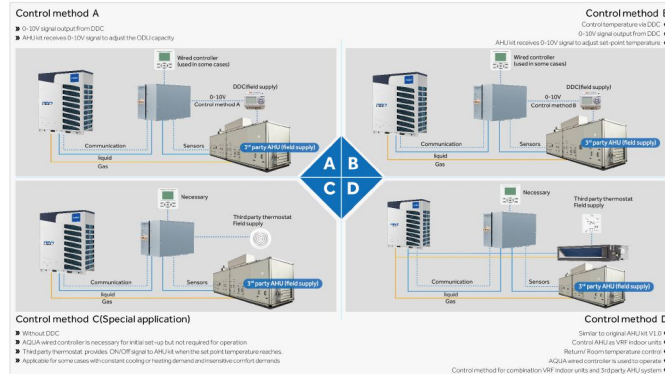 Control method A
0-10V signal output from DDC
AHU kit receives 0-10V signal to adjust the ODU capacity
Wired controller
(used in some cases)
DDC(field supply)
0-10V
Control method A
Communication
Sensors
3rd party AHU (field supply)
liquid
Gas
Control method B
Control temperature via DDC
0-10V signal output from DDC
AHU kit receives 0-10V signal to adjust set-point temperature
Wired controller
(used in some cases)
DDC(field supply)
0-10V
Control method B
Communication
Sensors
3rd party AHU (field supply)
liquid
Gas
A B
C D
Necessary
Third party thermostat
Field supply
Communication
Sensors
3rd party AHU (field supply)
liquid
Gas
Control method C(Special application)
Without DDC
AQUA wired controller is necessary for initial set-up but not required for operation
Third party thermostat provides ON/OFF signal to AHU kit when the set point temperature reaches.
Applicable for some cases with constant cooling or heating demand and insensitive comfort demands
Necessary
Third party thermostat
Field supply
Communication
Sensors
3rd party AHU (field supply)
liquid
Gas
Control method D
Similar to original AHU kit V1.0
Control AHU as VRF indoor units
Return/ Room temperature control
AQUA wired controller is used to operate
Control method for combination VRF Indoor units and 3rd party AHU system